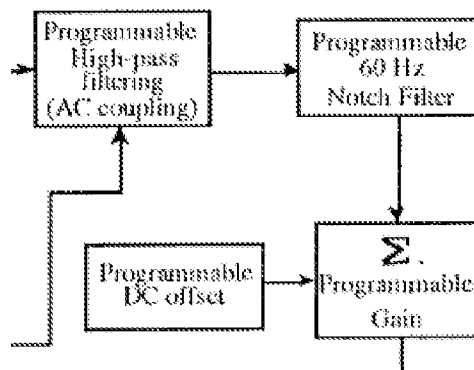 Programmable
High-pass
filtering
(AC coupling)
Programmable
60 Hz
Notch Filter
Programmable
DC offset
Σ
Programmable
Gain